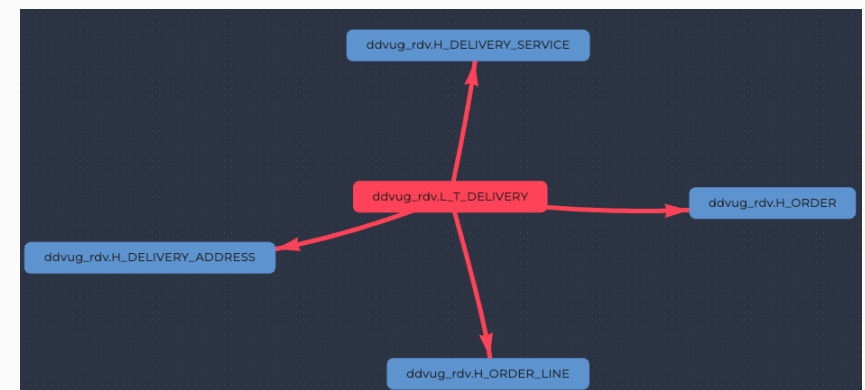 ddvug_rdv.H_DELIVERY_SERVICE
ddvug_rdv.L_T_DELIVERY
ddvug_rdv.H_ORDER
ddvug_rdv.H_DELIVERY_ADDRESS
ddvug_rdv.H_ORDER_LINE